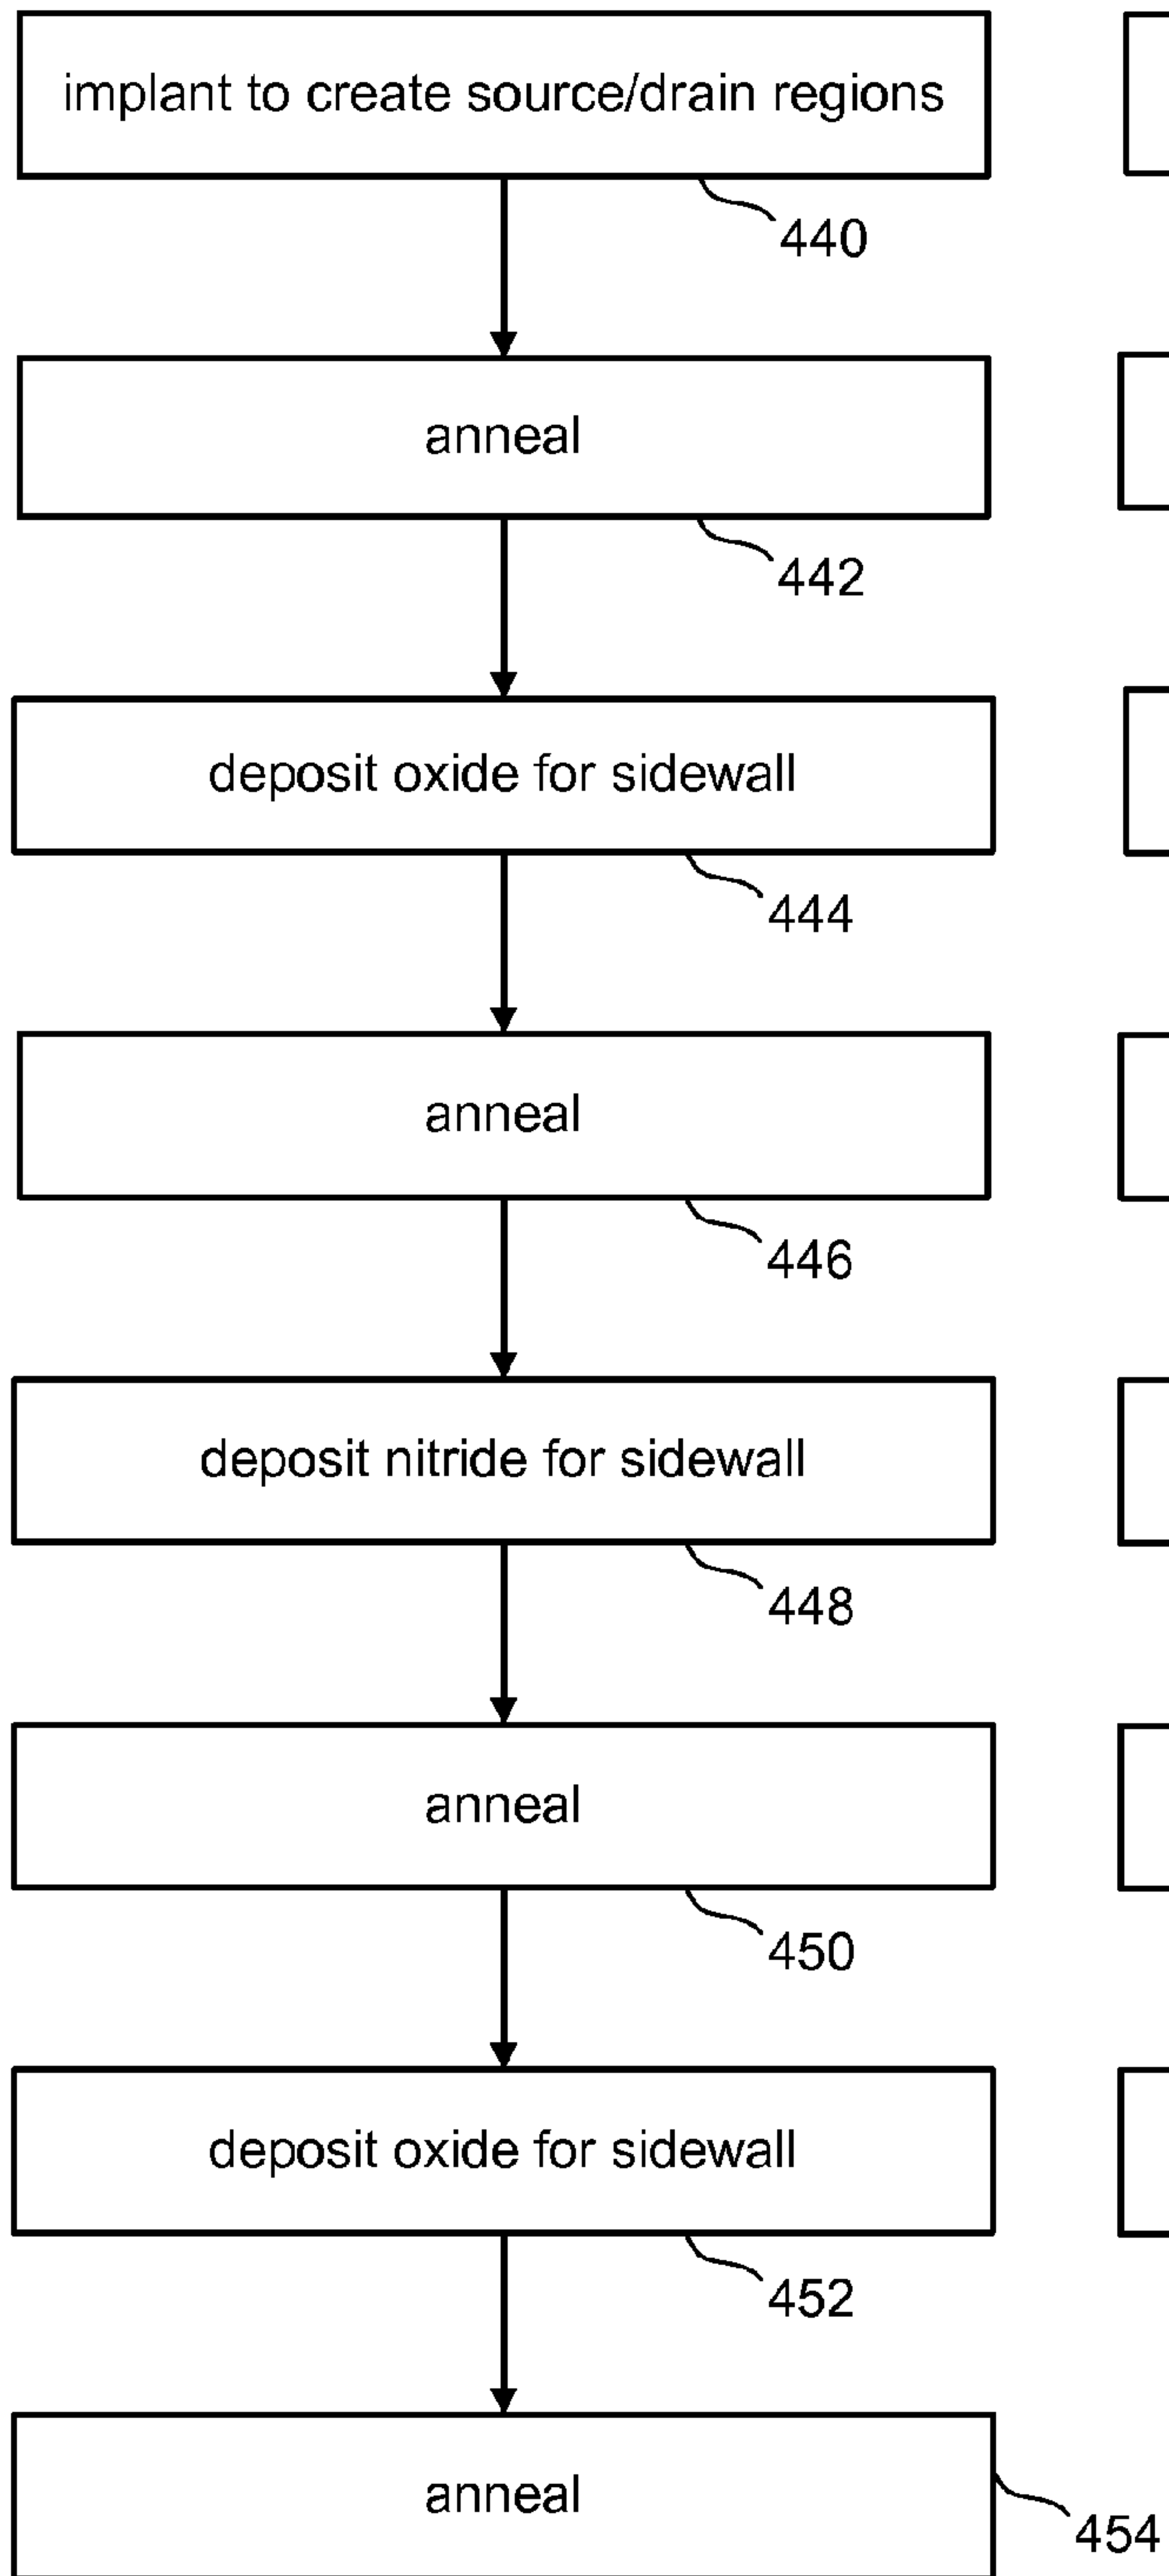 implant to create source/drain regions
440
anneal
442
deposit oxide for sidewall
444
anneal
446
deposit nitride for sidewall
448
anneal
450
deposit oxide for sidewall
452
anneal
454